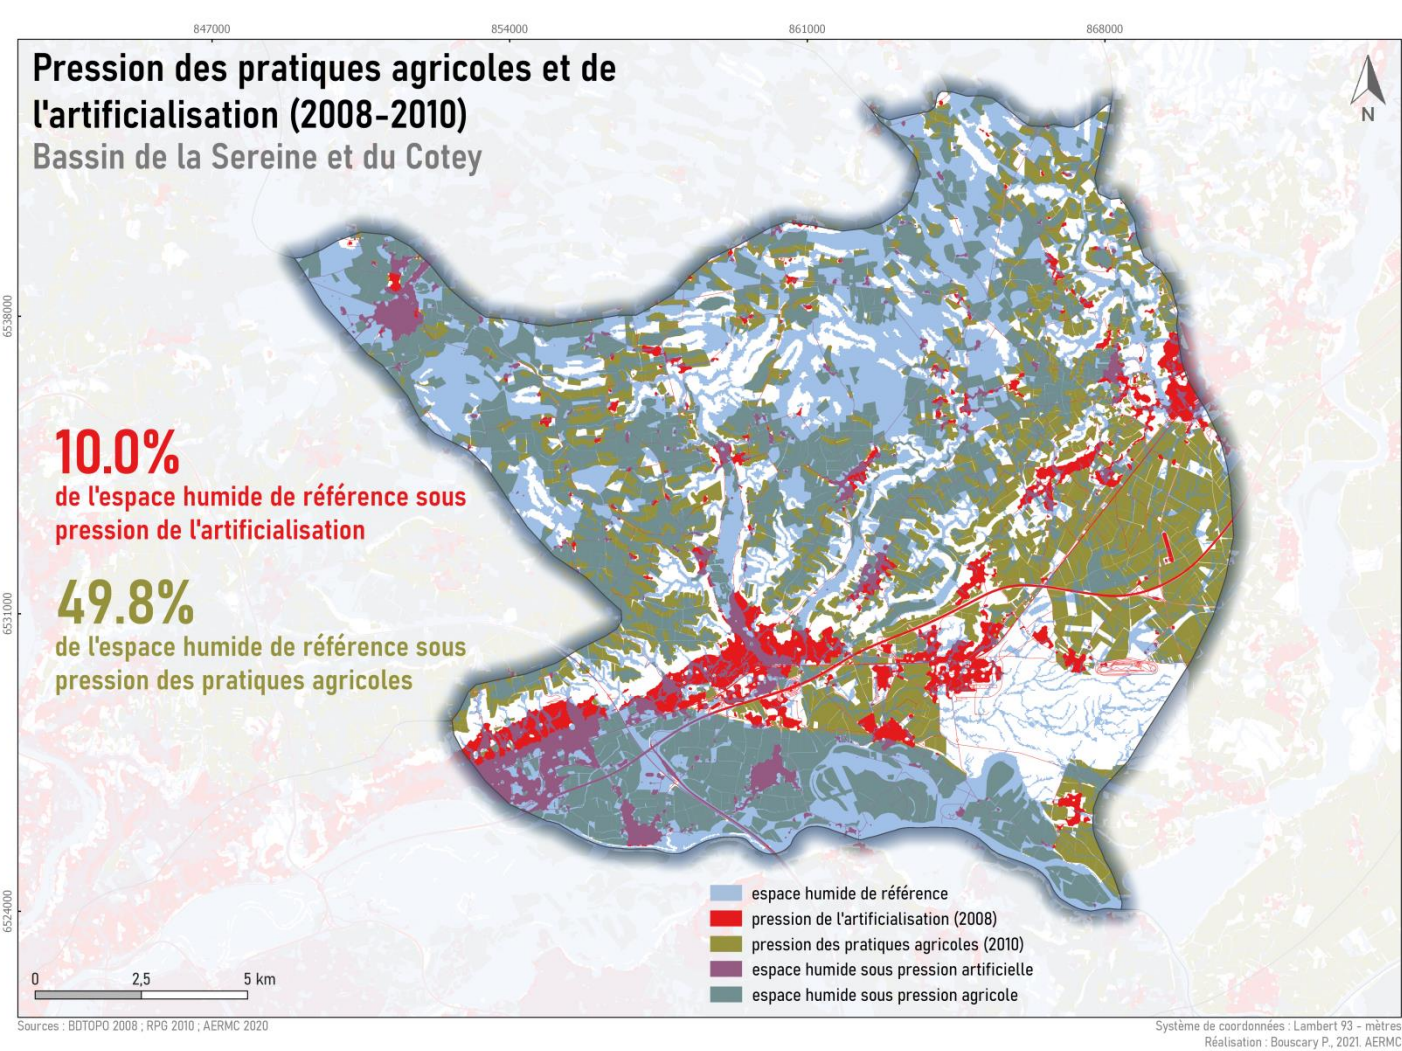 847000
854000
861000
868000
Pression des pratiques agricoles et de
l'artificialisation (2008-2010)
Bassin de la Sereine et du Cotey
N
6538000
10.0%
de l'espace humide de référence sous
pression de l'artificialisation
49.8%
de l'espace humide de référence sous
pression des pratiques agricoles
6531000
6524000
espace humide de référence
pression de l'artificialisation (2008)
pression des pratiques agricoles (2010)
espace humide sous pression artificielle
espace humide sous pression agricole
0 2,5 5 km
Sources : BDTOPO 2008 ; RPG 2010 ; AERMC 2020
Système de coordonnées : Lambert 93 - mètres
Réalisation : Bouscary P., 2021. AERMC